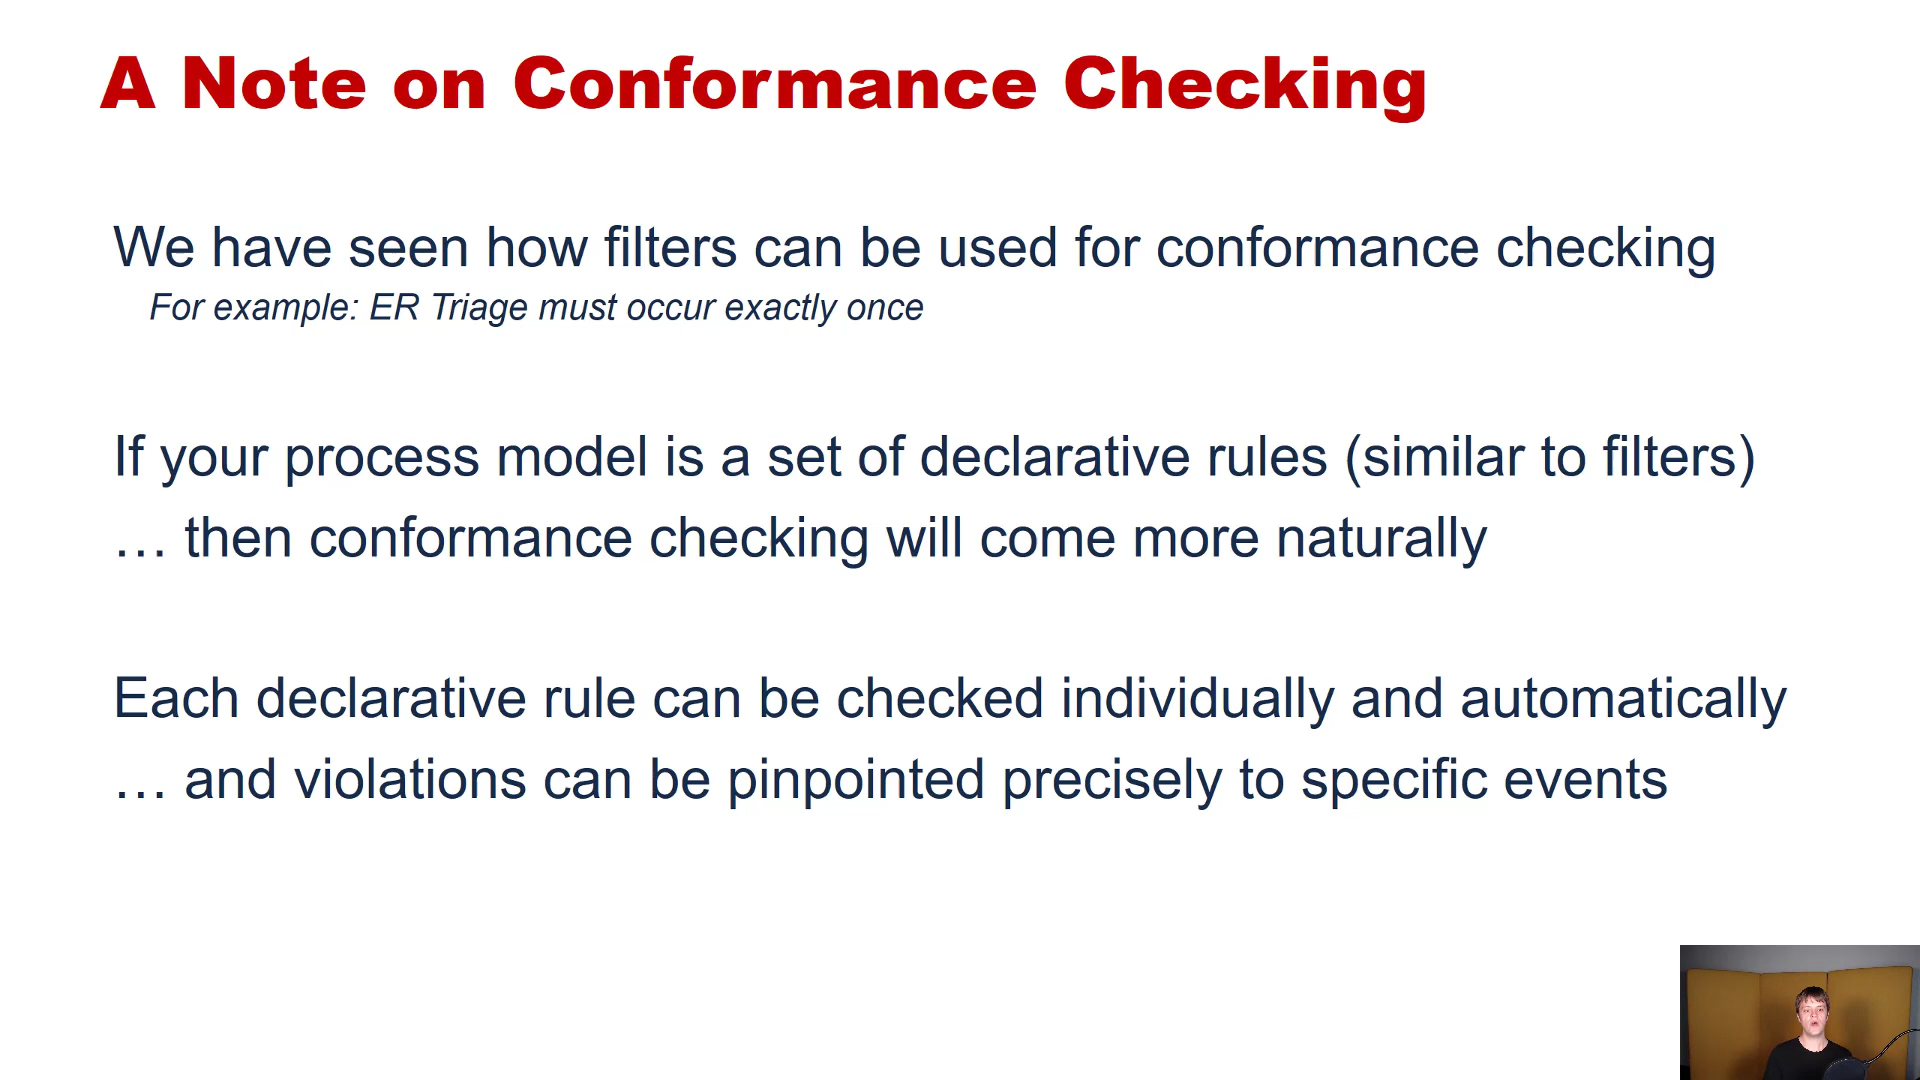 A Note on Conformance Checking
We have seen how filters can be used for conformance checking
For example: ER Triage must occur exactly once
If your process model is a set of declarative rules (similar to filters)
… then conformance checking will come more naturally
Each declarative rule can be checked individually and automatically
… and violations can be pinpointed precisely to specific events